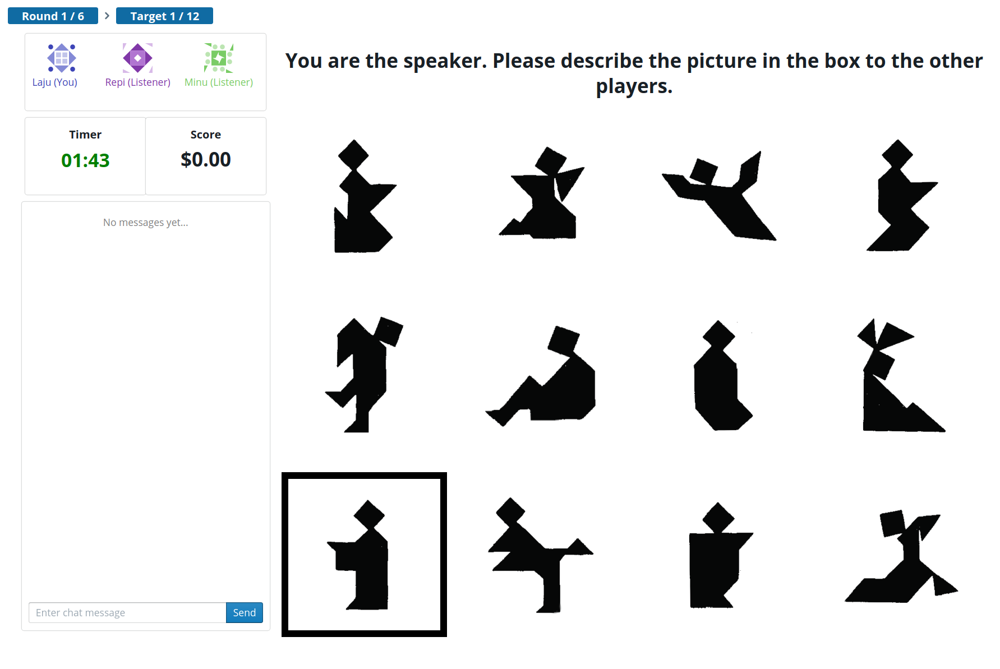 Round 1 / 6
Target 1 / 12
Laju (You)
Repi (Listener)
Minu (Listener)
Timer
01:43
Score
$0.00
No messages yet...
Enter chat message
Send
You are the speaker. Please describe the picture in the box to the other
players.